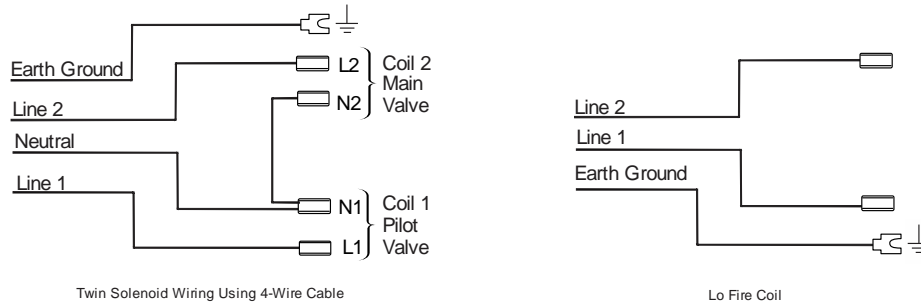 Earth Ground
Line 2
Neutral
Line 1
L2
N2
Coil 2
Main
Valve
N1
L1
Coil 1
Pilot
Valve
Twin Solenoid Wiring Using 4-Wire Cable
Line 2
Line 1
Earth Ground
Lo Fire Coil